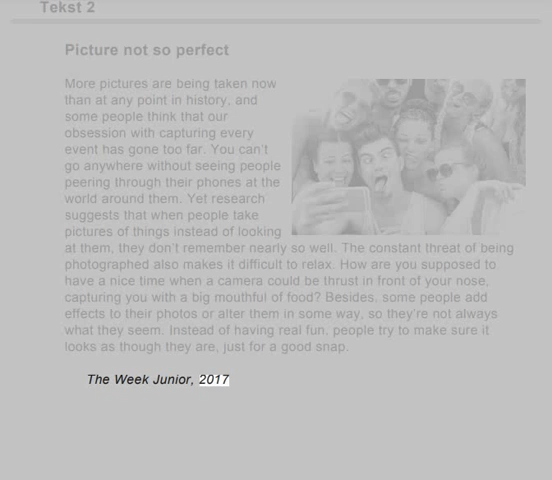 Tekst 2
Picture not so perfect
More pictures are being taken now
than at any point in history, and
some people think that our
obsession with capturing every
event has gone too far. You can't
go anywhere without seeing people
peering through their phones at the
world around them. Yet research
suggests that when people take
pictures of things instead of looking
at them, they don't remember nearly so well. The constant threat of being
photographed also makes it difficult to relax. How are you supposed to
have a nice time when a camera could be thrust in front of your nose,
capturing you with a big mouthful of food? Besides, some people add
effects to their photos or alter them in some way, so they're not always
what they seem. Instead of having real fun, people try to make sure it
looks as though they are, just for a good snap.
The Week Junior, 2017